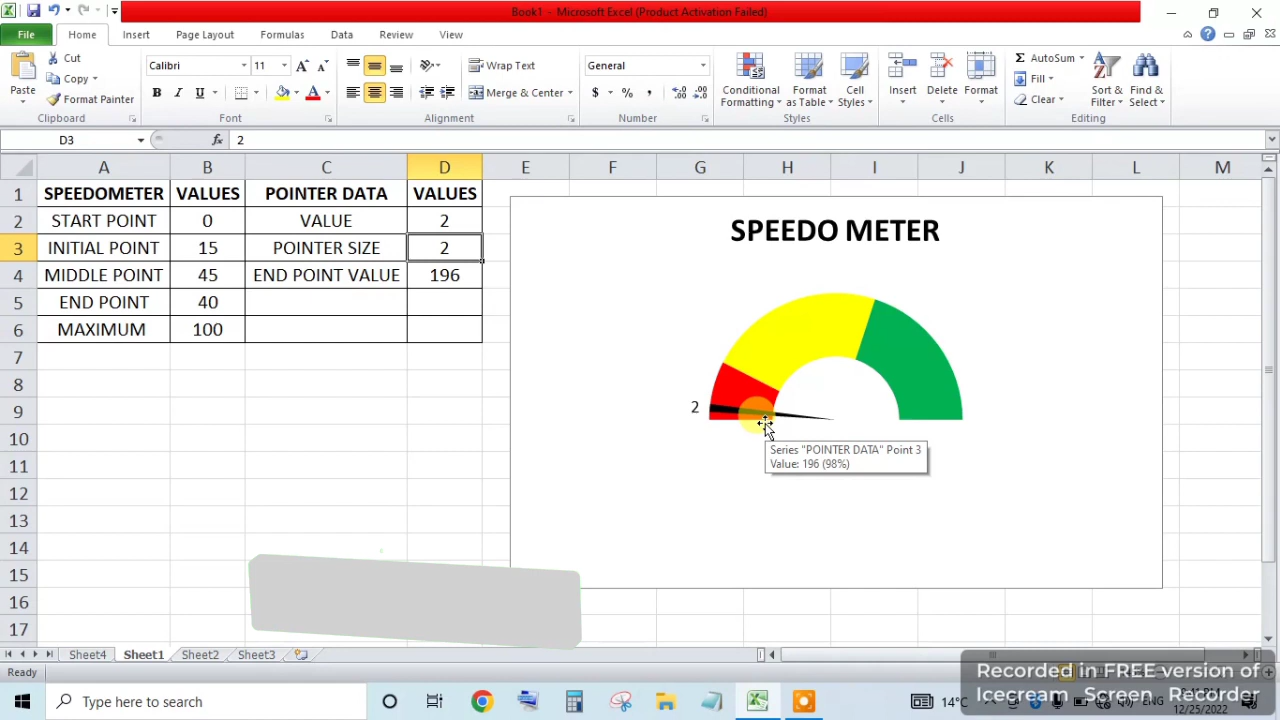 Book1 - Microsoft Excel (Product Activation Failed)
File Home Insert Page Layout Formulas Data Review View
Paste
Cut
Copy
Format Painter
Clipboard
Calibri 11
B I U
Font
Wrap Text
Merge & Center
Alignment
General
$ % ,
Number
Conditional Formatting
Format as Table
Cell Styles
Styles
Insert Delete Format
Cells
Σ AutoSum
Fill
Clear
Sort & Filter
Find & Select
Editing
D3 fx 2
A B C D E F G H I J K L M
1 SPEEDOMETER VALUES POINTER DATA VALUES
2 START POINT 0 VALUE 2
3 INITIAL POINT 15 POINTER SIZE 2
4 MIDDLE POINT 45 END POINT VALUE 196
5 END POINT 40
6 MAXIMUM 100
7
8
9
10
11
12
13
14
15
16
17
SPEEDO METER
2
Series "POINTER DATA" Point 3
Value: 196 (98%)
Sheet4 Sheet1 Sheet2 Sheet3
Ready
Recorded in FREE version of
Icecream Screen Recorder
Type here to search
14°C
ENG
12/25/2022